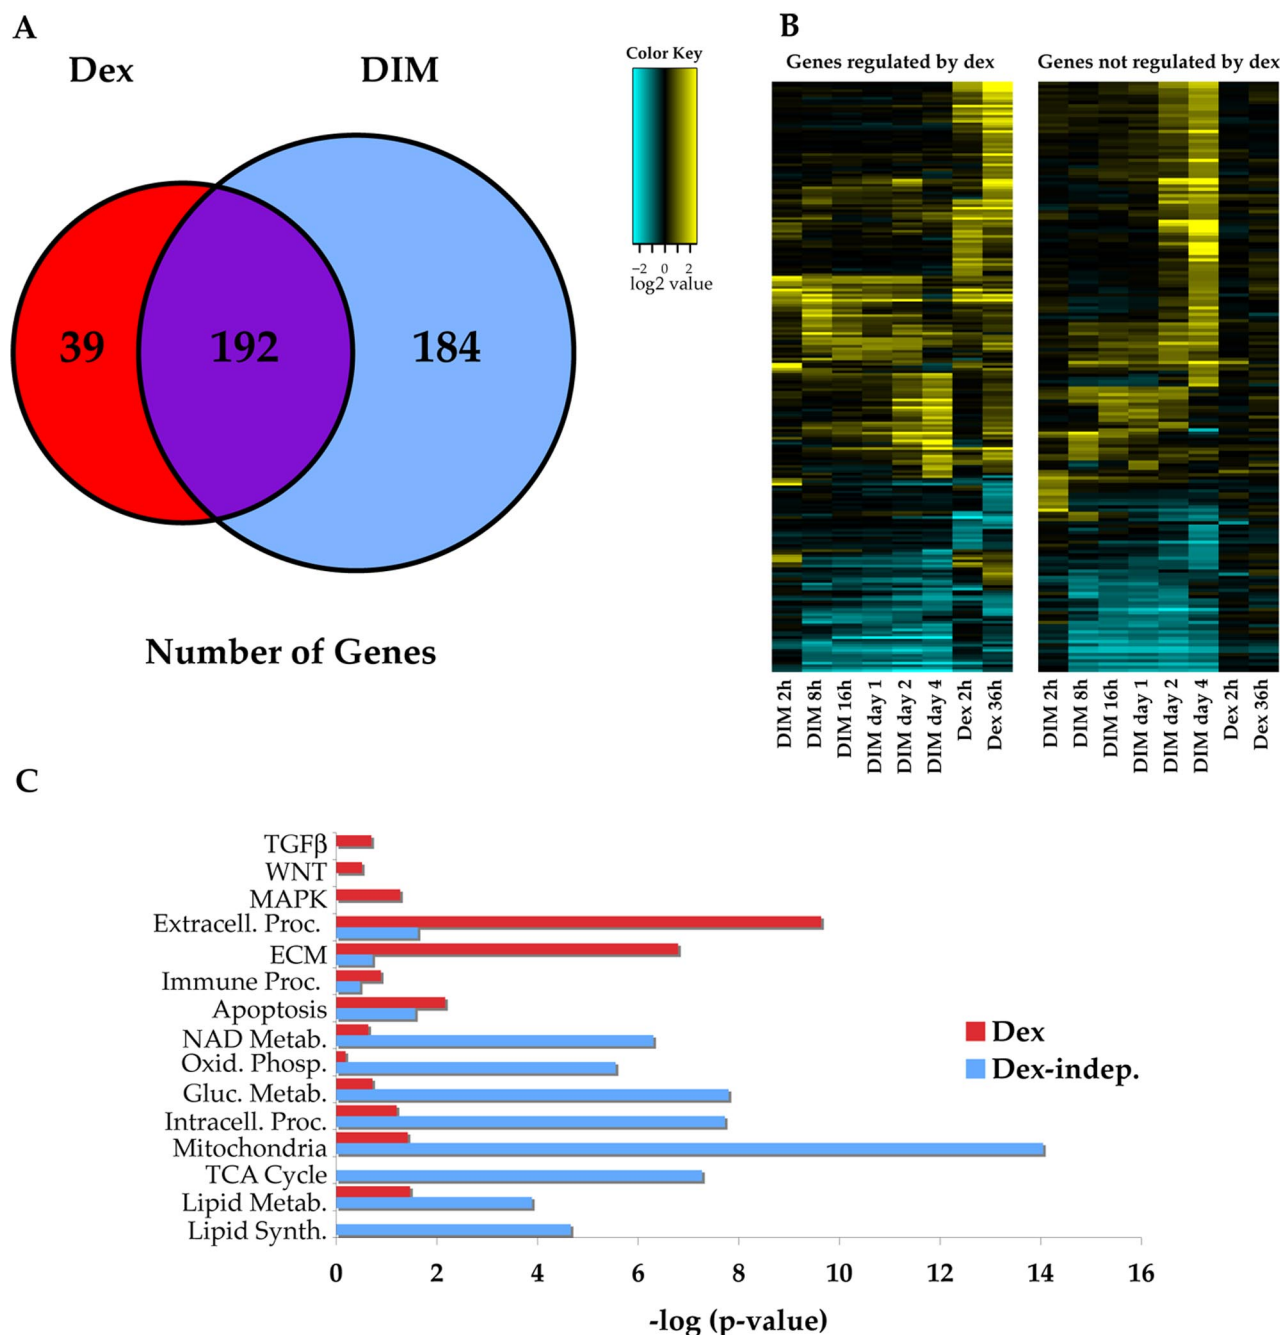 A
Dex
DIM
39
192
184
Number of Genes
Color Key
−2 0 2
log2 value
B
Genes regulated by dex
Genes not regulated by dex
DIM 2h
DIM 8h
DIM 16h
DIM day 1
DIM day 2
DIM day 4
Dex 2h
Dex 36h
DIM 2h
DIM 8h
DIM 16h
DIM day 1
DIM day 2
DIM day 4
Dex 2h
Dex 36h
C
TGFβ
WNT
MAPK
Extracell. Proc.
ECM
Immune Proc.
Apoptosis
NAD Metab.
Oxid. Phosp.
Gluc. Metab.
Intracell. Proc.
Mitochondria
TCA Cycle
Lipid Metab.
Lipid Synth.
Dex
Dex-indep.
0 2 4 6 8 10 12 14 16
-log (p-value)